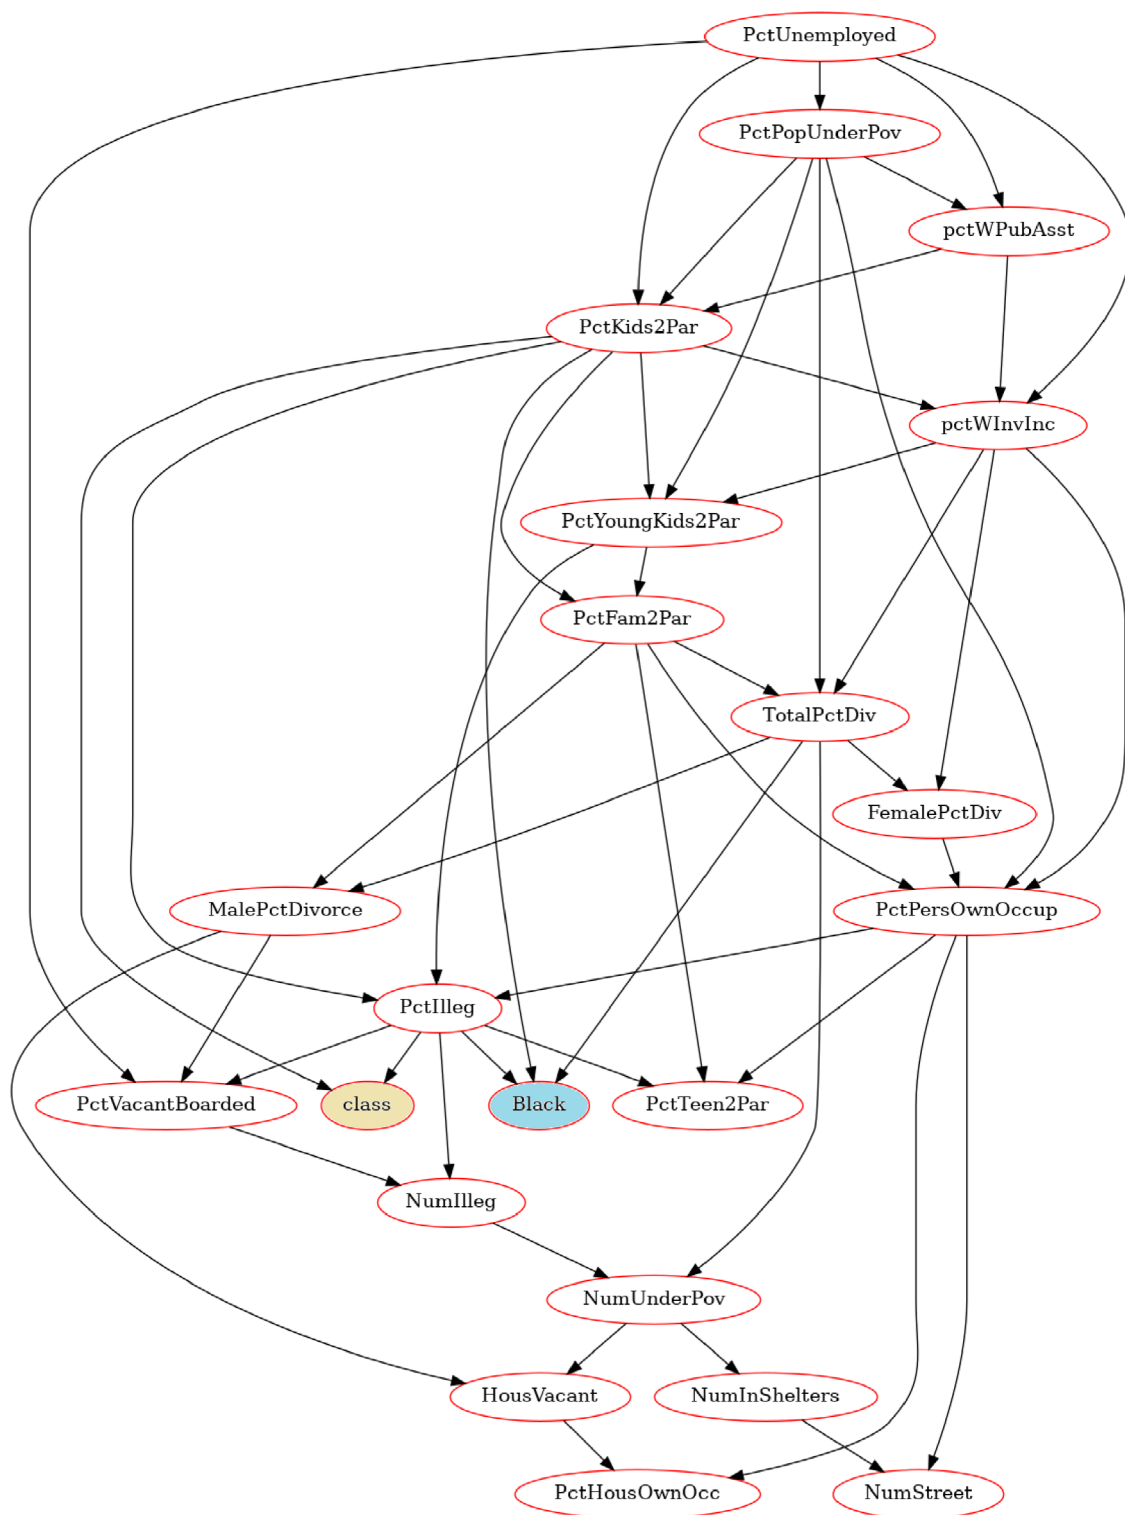 PctUnemployed
PctPopUnderPov
pctWPubAsst
PctKids2Par
pctWInvInc
PctYoungKids2Par
PctFam2Par
TotalPctDiv
FemalePctDiv
MalePctDivorce
PctPersOwnOccup
PctIlleg
PctVacantBoarded
class
Black
PctTeen2Par
NumIlleg
NumUnderPov
HousVacant
NumInShelters
PctHousOwnOcc
NumStreet